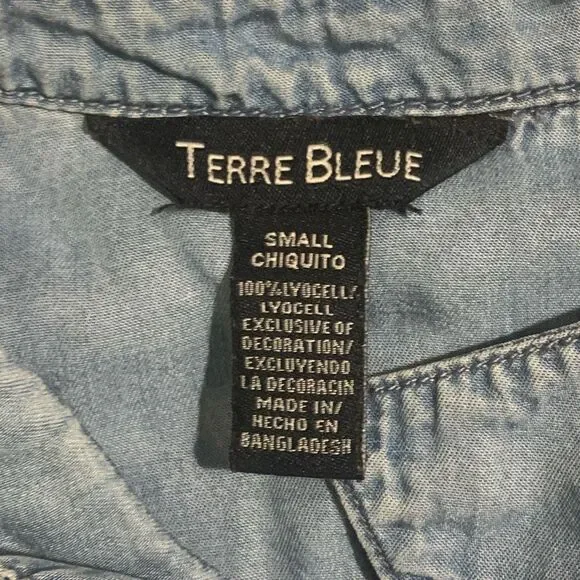 TERRE BLEUE
SMALL
CHIQUITO
100%LYOCELL/
LYOCELL
EXCLUSIVE OF
DECORATION/
EXCLUYENDO
LA DECORACIN
MADE IN/
HECHO EN
BANGLADESH